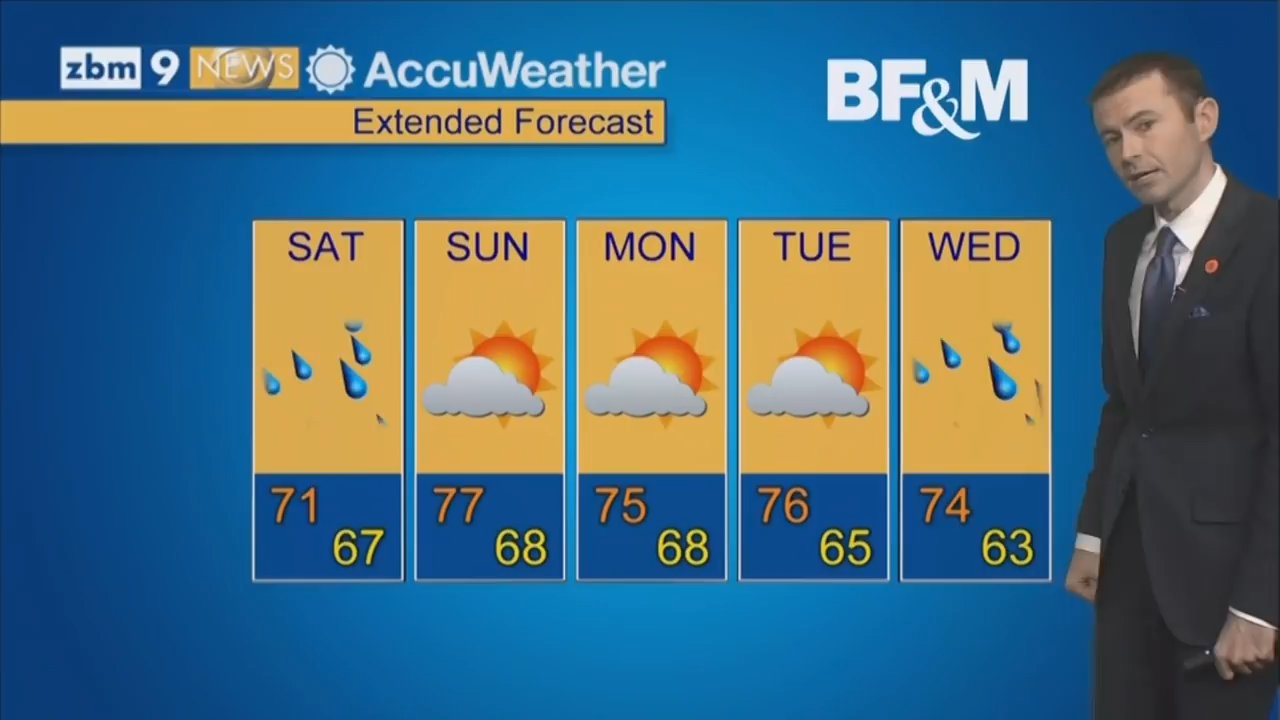 zbm 9 NEWS AccuWeather
Extended Forecast
BF&M
SAT SUN MON TUE WED
71 77 75 76 74
67 68 68 65 63